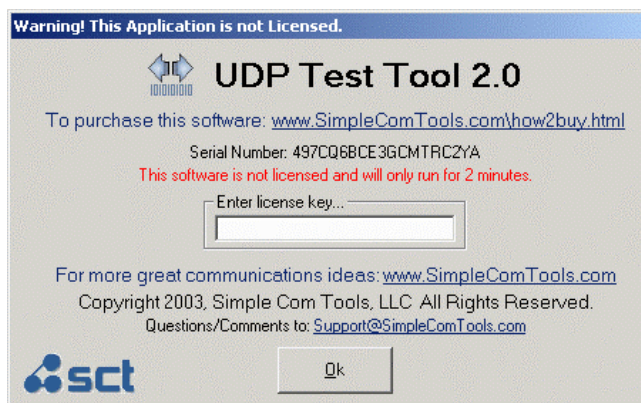 Warning! This Application is not Licensed.
UDP Test Tool 2.0
To purchase this software: www.SimpleComTools.com\how2buy.html
Serial Number: 497CQ6BCE3GCMTRC2YA
This software is not licensed and will only run for 2 minutes.
Enter license key...
For more great communications ideas: www.SimpleComTools.com
Copyright 2003, Simple Com Tools, LLC All Rights Reserved.
Questions/Comments to: Support@SimpleComTools.com
sct
Ok